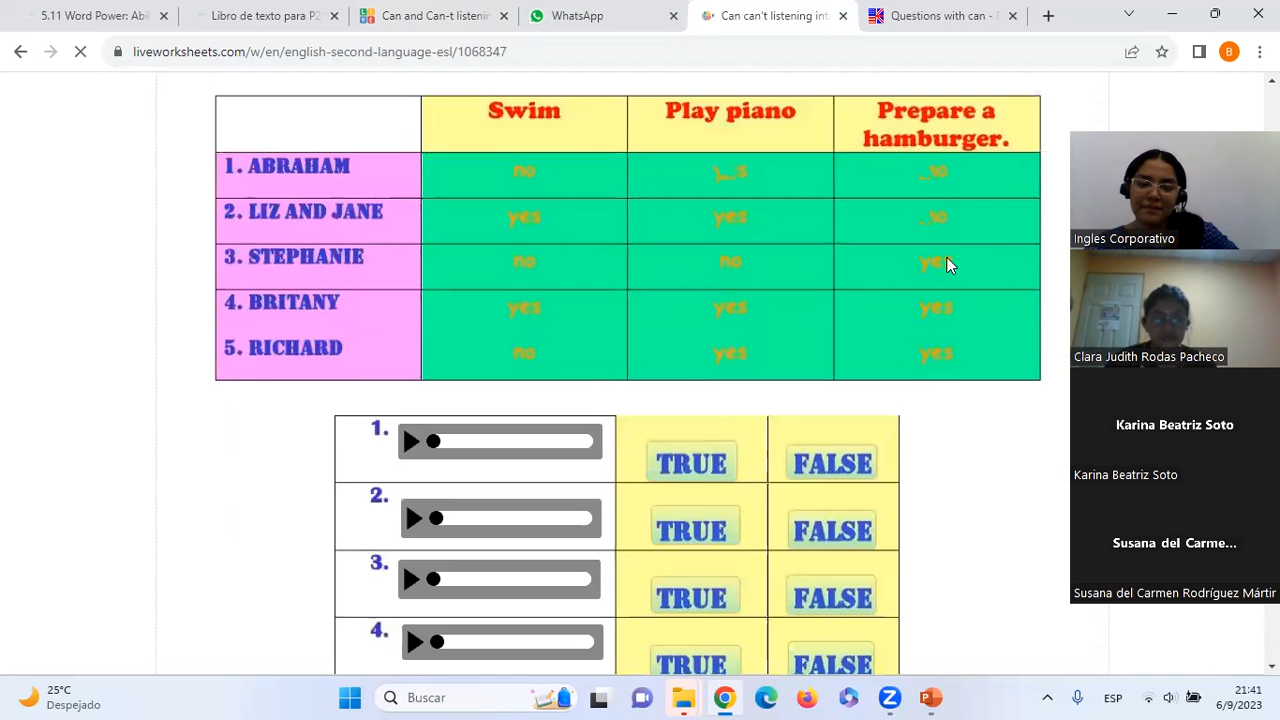 5.11 Word Power: Abi
Libro de texto para P2
Can and Can-t listenin
WhatsApp
Can can't listening int
Questions with can - E
liveworksheets.com/w/en/english-second-language-esl/1068347
B
Swim
Play piano
Prepare a
hamburger.
1. ABRAHAM
no
2. LIZ AND JANE
yes
yes
3. STEPHANIE
no
no
yes
4. BRITANY
yes
yes
yes
5. RICHARD
no
yes
yes
1.
TRUE
FALSE
2.
TRUE
FALSE
3.
TRUE
FALSE
4.
TRUE
FALSE
Ingles Corporativo
Clara Judith Rodas Pacheco
Karina Beatriz Soto
Karina Beatriz Soto
Susana del Carme...
Susana del Carmen Rodríguez Mártir
25°C
Despejado
Buscar
ESP
21:41
6/9/2023